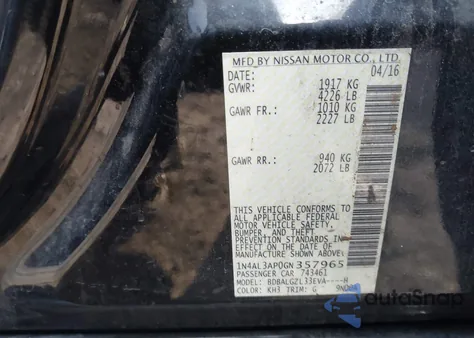 MFD BY NISSAN MOTOR CO., LTD.
DATE: 04/16
GVWR: 1917 KG
4226 LB
GAWR FR.: 1010 KG
2227 LB
GAWR RR.: 940 KG
2072 LB
THIS VEHICLE CONFORMS TO
ALL APPLICABLE FEDERAL
MOTOR VEHICLE SAFETY,
BUMPER, AND THEFT
PREVENTION STANDARDS IN
EFFECT ON THE DATE OF
MANUFACTURE SHOWN ABOVE.
1N4AL3AP0GN357965
PASSENGER CAR 743461
MODEL: BDBALGZL33EVA----H
COLOR: KH3 TRIM: G
autoSnap